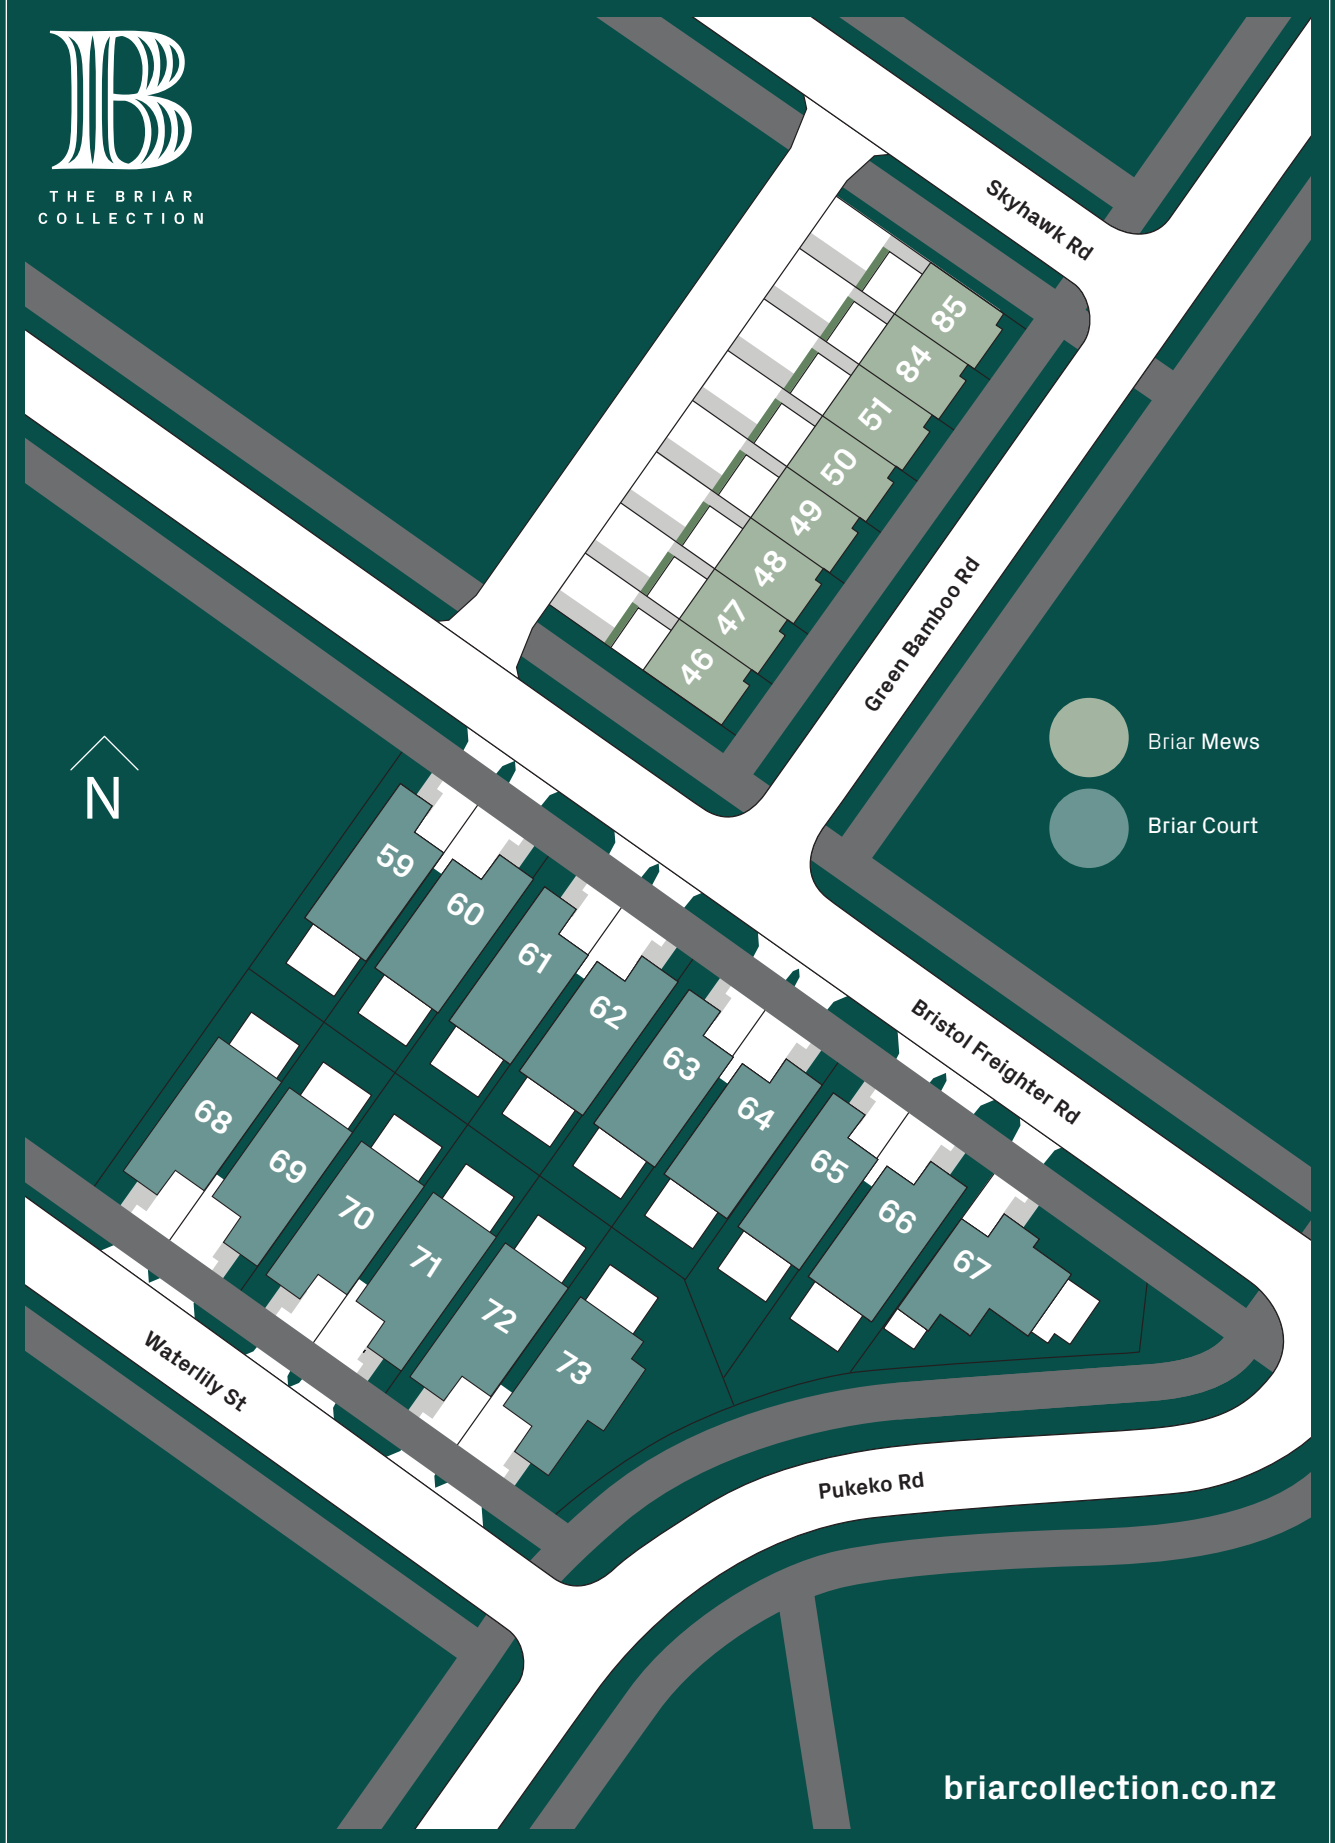 B
THE BRIAR
COLLECTION
Skyhawk Rd
85
84
51
50
49
48
47
46
Green Bamboo Rd
Briar Mews
Briar Court
N
59
60
61
62
63
64
65
66
67
Bristol Freighter Rd
68
69
70
71
72
73
Waterlily St
Pukeko Rd
briarcollection.co.nz